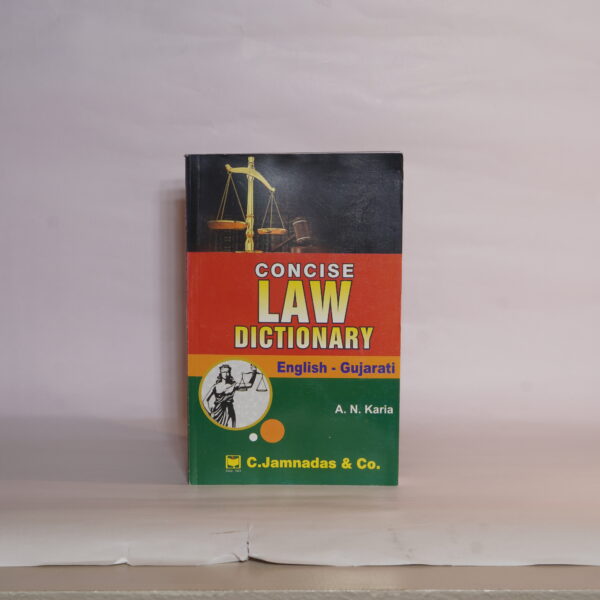 CONCISE
LAW
DICTIONARY
English - Gujarati
A. N. Karia
C.Jamnadas & Co.